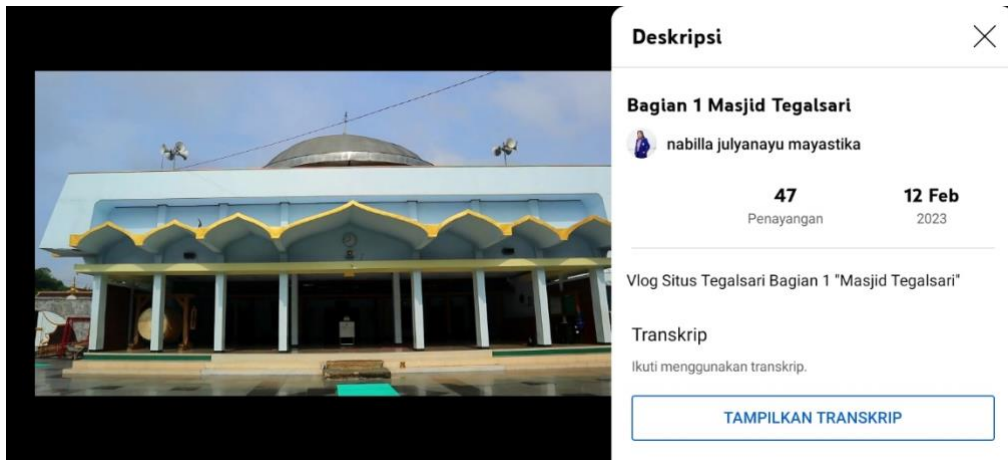 Deskripsi
Bagian 1 Masjid Tegalsari
nabilla julyanayu mayastika
47 12 Feb
Penayangan 2023
Vlog Situs Tegalsari Bagian 1 "Masjid Tegalsari"
Transkrip
Ikuti menggunakan transkrip.
TAMPILKAN TRANSKRIP